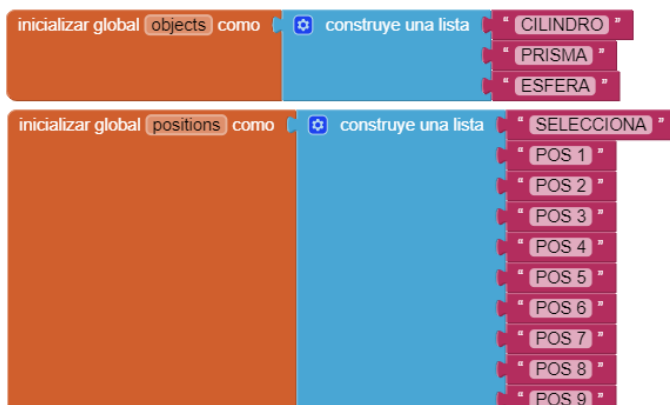 inicializar global objects como construye una lista " CILINDRO "
" PRISMA "
" ESFERA "
inicializar global positions como construye una lista " SELECCIONA "
" POS 1 "
" POS 2 "
" POS 3 "
" POS 4 "
" POS 5 "
" POS 6 "
" POS 7 "
" POS 8 "
" POS 9 "